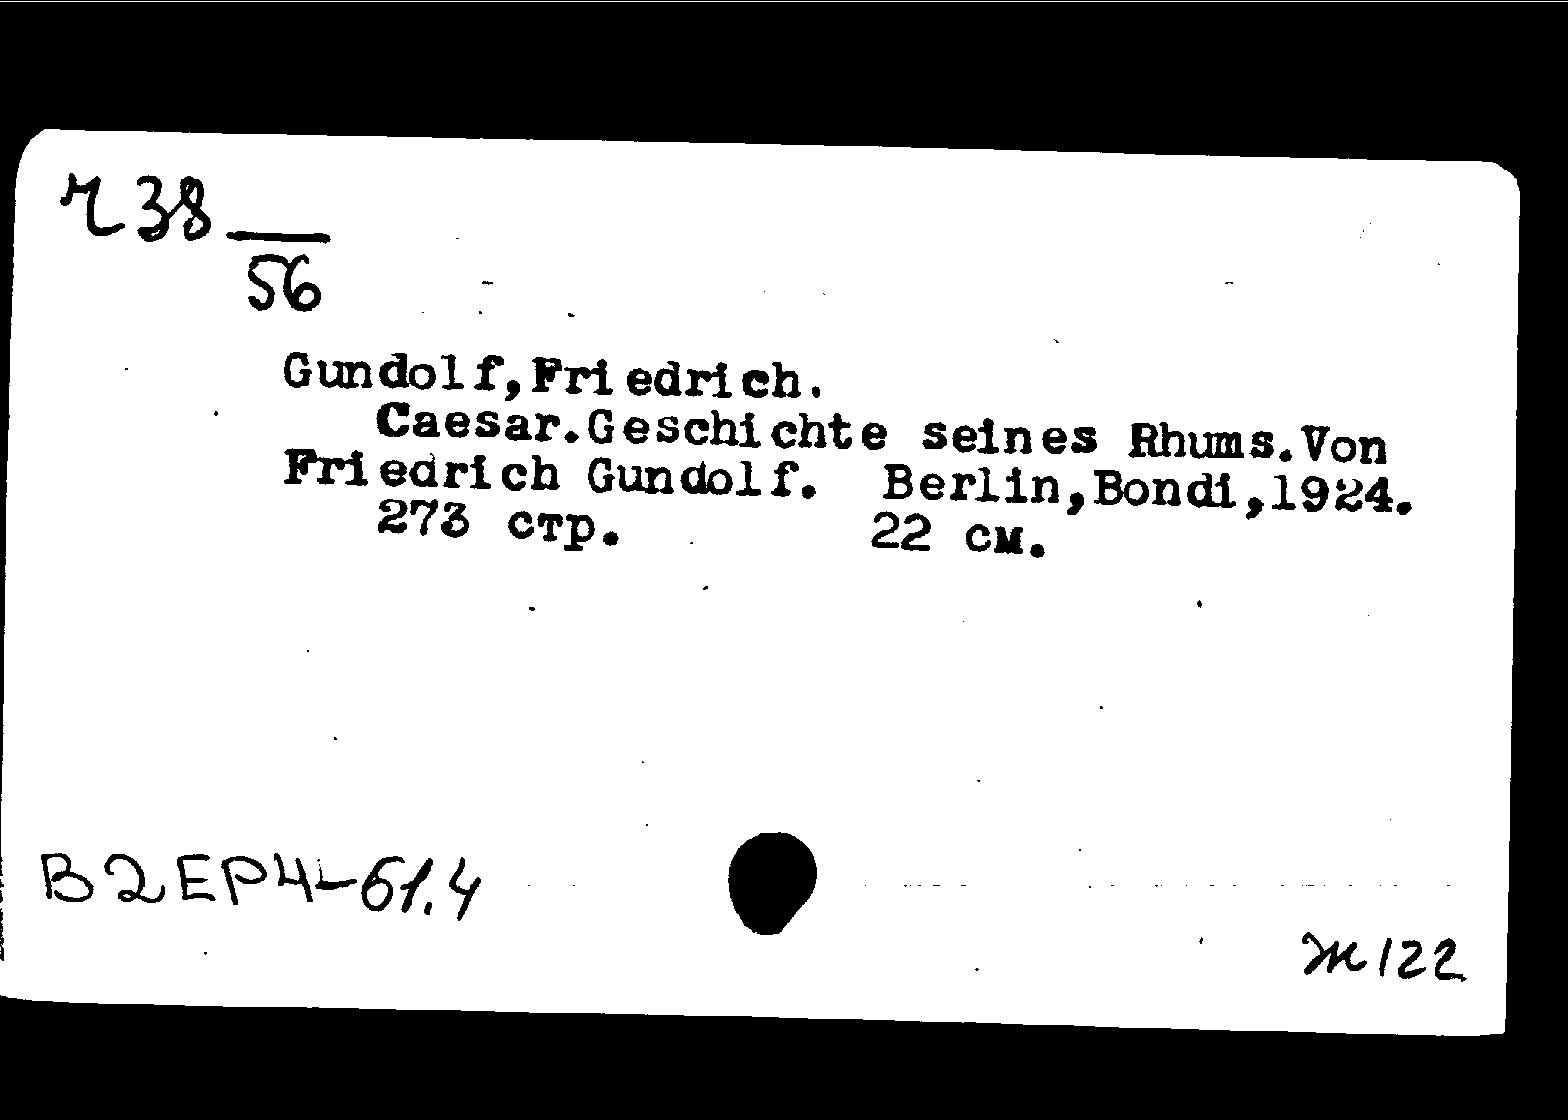 r 38
56
Gundolf,Friedrich.
Caesar.Geschichte seines Rhums.Von
Friedrich Gundolf. Berlin,Bondi,1924.
273 стр. 22 см.
B2EP4-61.4
Ж122